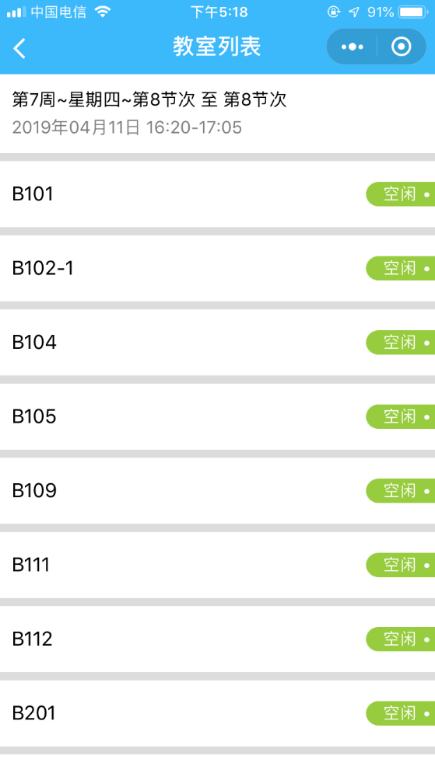 中国电信 下午5:18 91%
教室列表
第7周~星期四~第8节次 至 第8节次
2019年04月11日 16:20-17:05
B101 空闲
B102-1 空闲
B104 空闲
B105 空闲
B109 空闲
B111 空闲
B112 空闲
B201 空闲